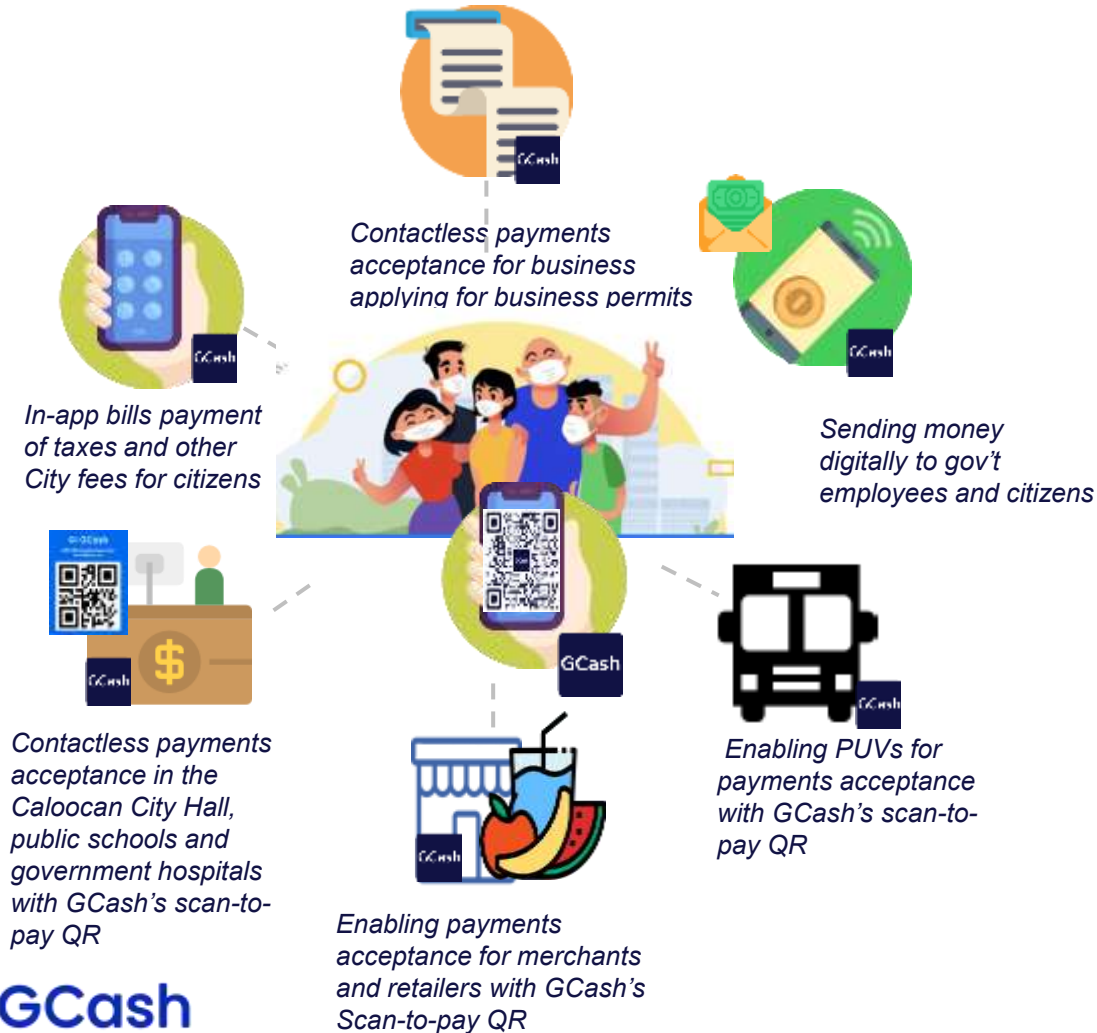 GCash
Contactless payments
acceptance for business
applying for business permits
GCash
In-app bills payment
of taxes and other
City fees for citizens
GCash
Sending money
digitally to gov't
employees and citizens
GCash
GCash
GCash
Contactless payments
acceptance in the
Caloocan City Hall,
public schools and
government hospitals
with GCash's scan-to-
pay QR
$
GCash
Enabling payments
acceptance for merchants
and retailers with GCash's
Scan-to-pay QR
GCash
Enabling PUVs for
payments acceptance
with GCash's scan-to-
pay QR
GCash
GCash